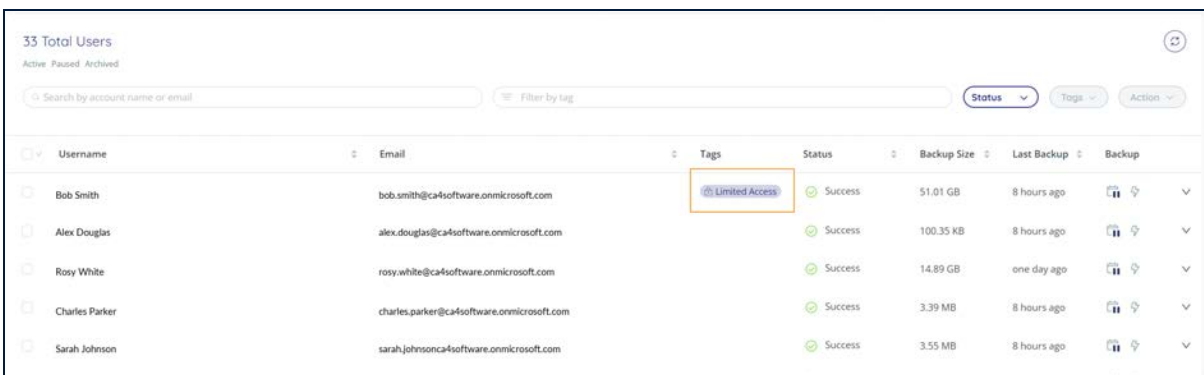 33 Total Users
Active Paused Archived
Search by account name or email
Filter by tag
Status
Tags
Action
Username Email Tags Status Backup Size Last Backup Backup
Bob Smith bob.smith@ca4software.onmicrosoft.com Limited Access Success 51.01 GB 8 hours ago
Alex Douglas alex.douglas@ca4software.onmicrosoft.com Success 100.35 KB 8 hours ago
Rosy White rosy.white@ca4software.onmicrosoft.com Success 14.89 GB one day ago
Charles Parker charles.parker@ca4software.onmicrosoft.com Success 3.39 MB 8 hours ago
Sarah Johnson sarah.johnsonca4software.onmicrosoft.com Success 3.55 MB 8 hours ago